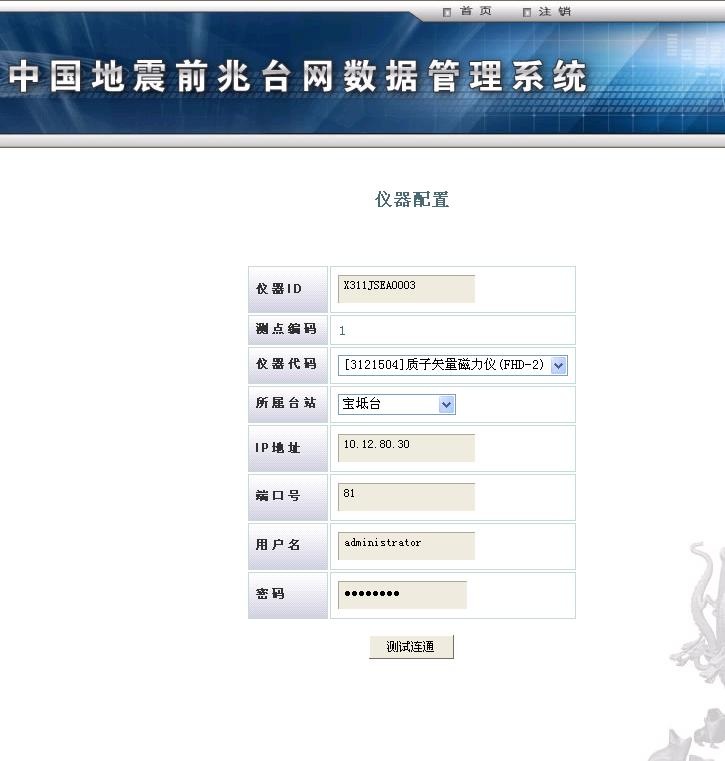 首页 注销
中国地震前兆台网数据管理系统
仪器配置
仪器ID X311JSEA0003
测点编码 1
仪器代码 [3121504]质子矢量磁力仪(FHD-2)
所属台站 宝坻台
IP地址 10.12.80.30
端口号 81
用户名 administrator
密码 ●●●●●●●●
测试连通